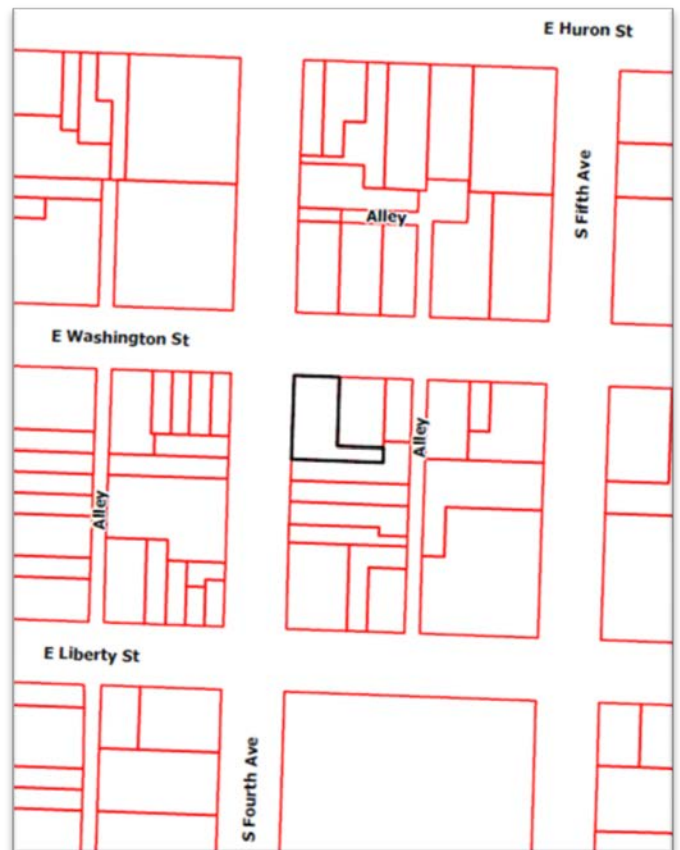 E Huron St
S Fifth Ave
Alley
E Washington St
Alley
Alley
E Liberty St
S Fourth Ave